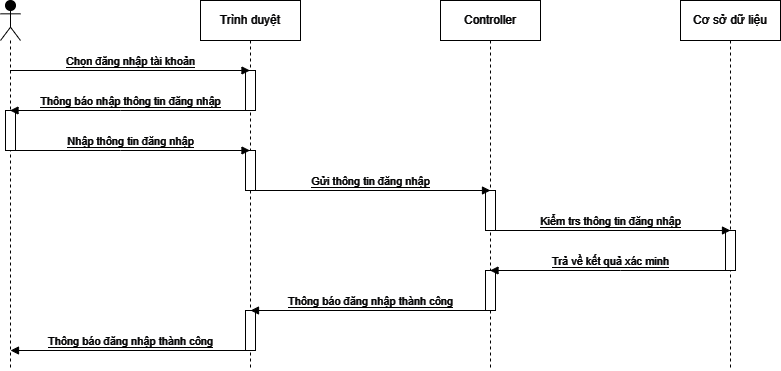 Trình duyệt
Controller
Cơ sở dữ liệu
Chọn đăng nhập tài khoản
Thông báo nhập thông tin đăng nhập
Nhập thông tin đăng nhập
Gửi thông tin đăng nhập
Kiểm trs thông tin đăng nhập
Trả về kết quả xác minh
Thông báo đăng nhập thành công
Thông báo đăng nhập thành công